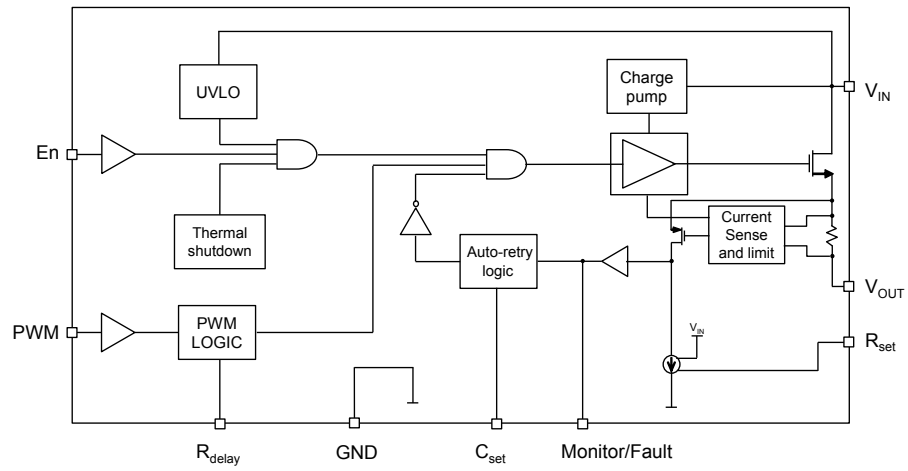 UVLO
Charge
pump
V_IN
En
Thermal
shutdown
Current
Sense
and limit
Auto-retry
logic
V_OUT
PWM
PWM
LOGIC
V_IN
R_set
R_delay
GND
C_set
Monitor/Fault